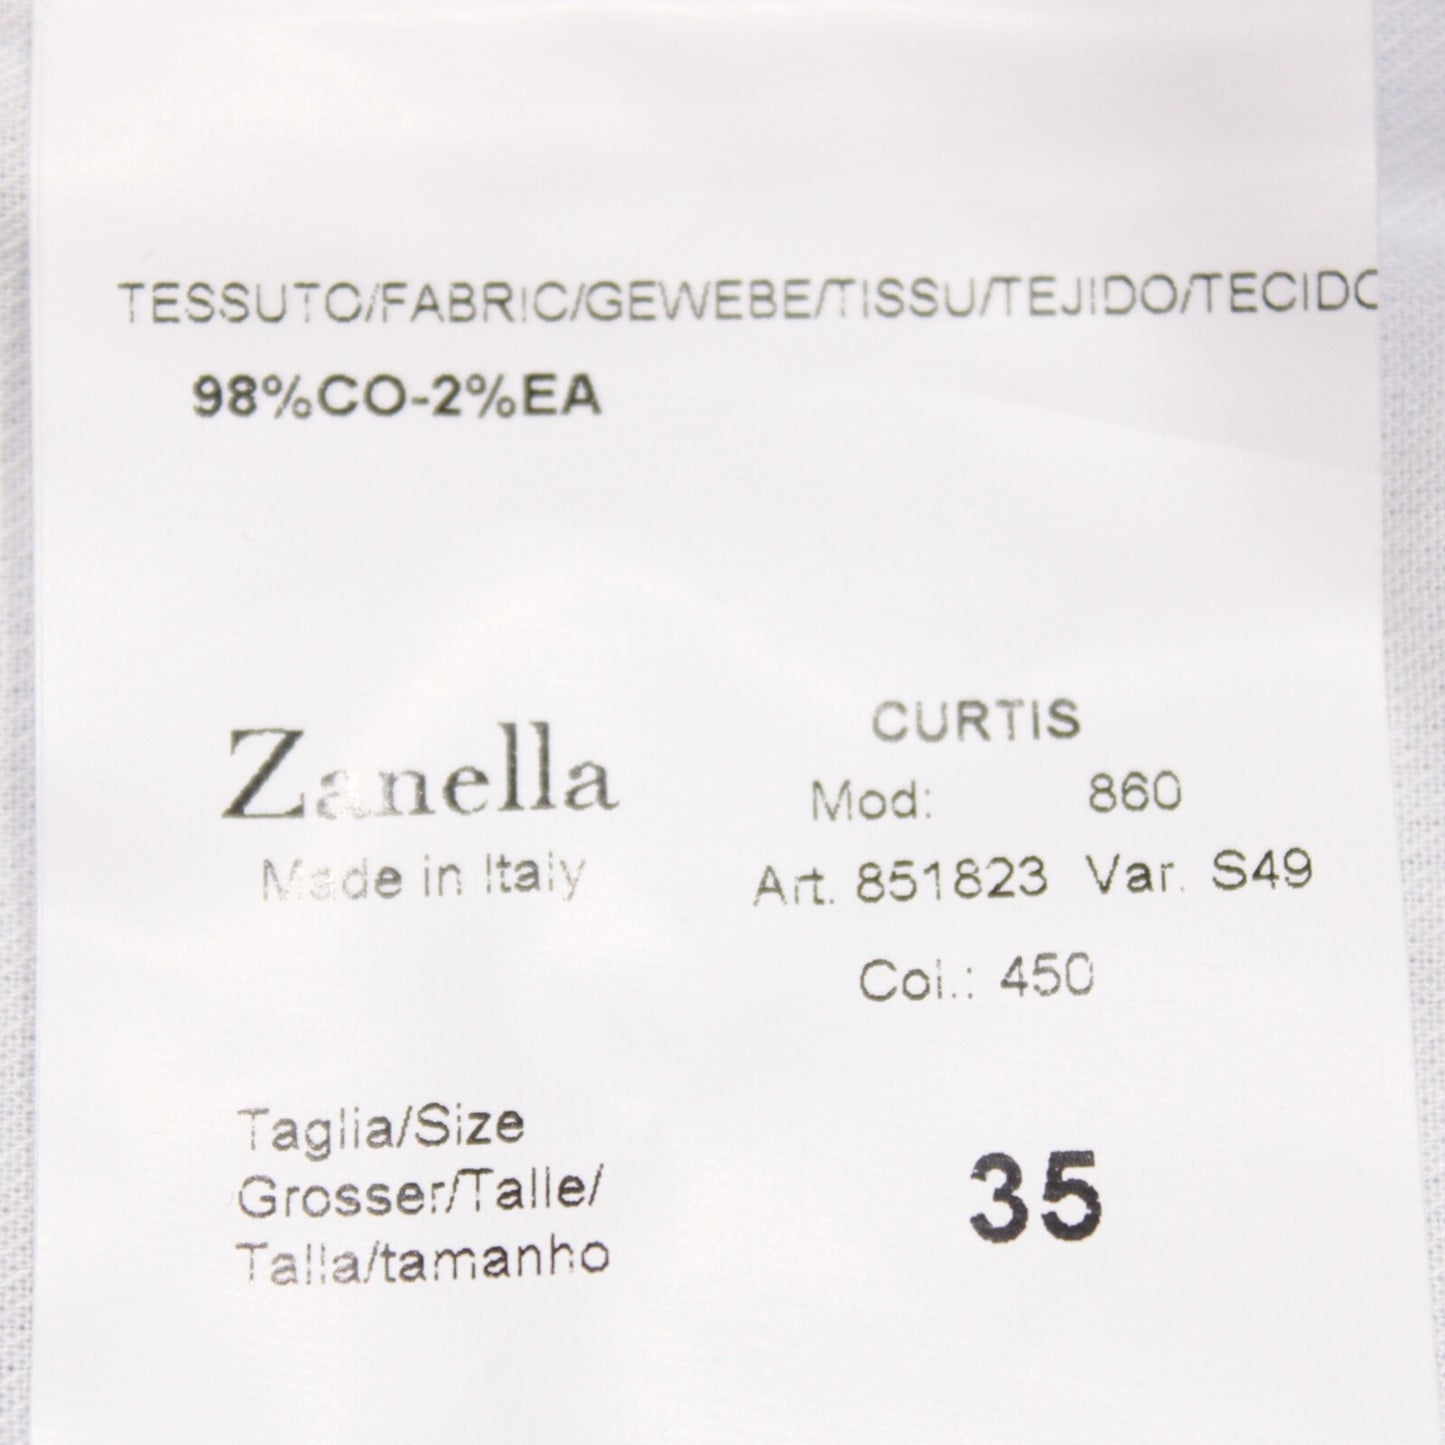 TESSUTO/FABRIC/GEWEBE/TISSU/TEJIDO/TECIDO
98%CO-2%EA
Zanella
Made in Italy
CURTIS
Mod: 860
Art. 851823 Var. S49
Col.: 450
Taglia/Size
Grosser/Talle/
Talla/tamanho
35